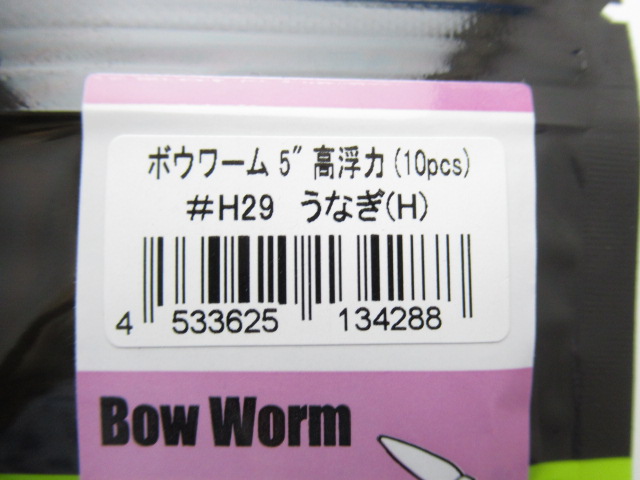 ボウワーム 5" 高浮力 (10pcs)
#H29 うなぎ(H)
4 533625 134288
Bow Worm